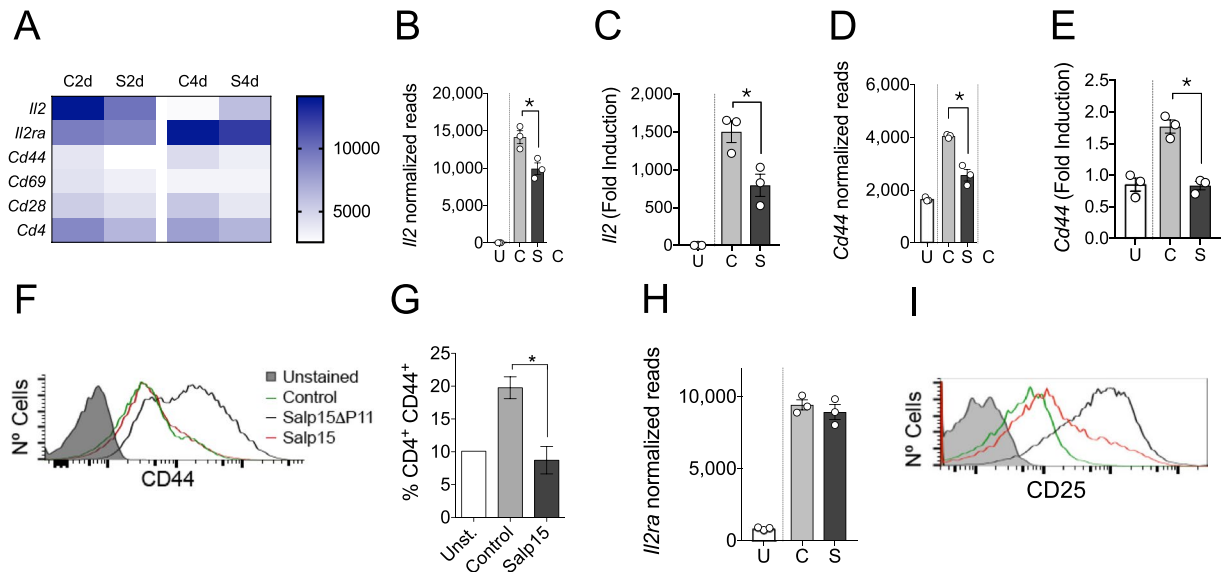 A
C2d S2d C4d S4d
Il2
Il2ra
Cd44
Cd69
Cd28
Cd4
10000
5000
B
Il2 normalized reads
20,000
15,000
10,000
5,000
0
*
U C S C
C
Il2 (Fold Induction)
2,000
1,500
1,000
500
0
*
U C S
D
Cd44 normalized reads
6,000
4,000
2,000
0
*
U C S C
E
Cd44 (Fold Induction)
2.5
2.0
1.5
1.0
0.5
0.0
*
U C S
F
Nº Cells
CD44
Unstained
Control
Salp15ΔP11
Salp15
G
% CD4⁺ CD44⁺
25
20
15
10
5
0
*
Unst.
Control
Salp15
H
Il2ra normalized reads
10,000
5,000
0
U C S
I
Nº Cells
CD25